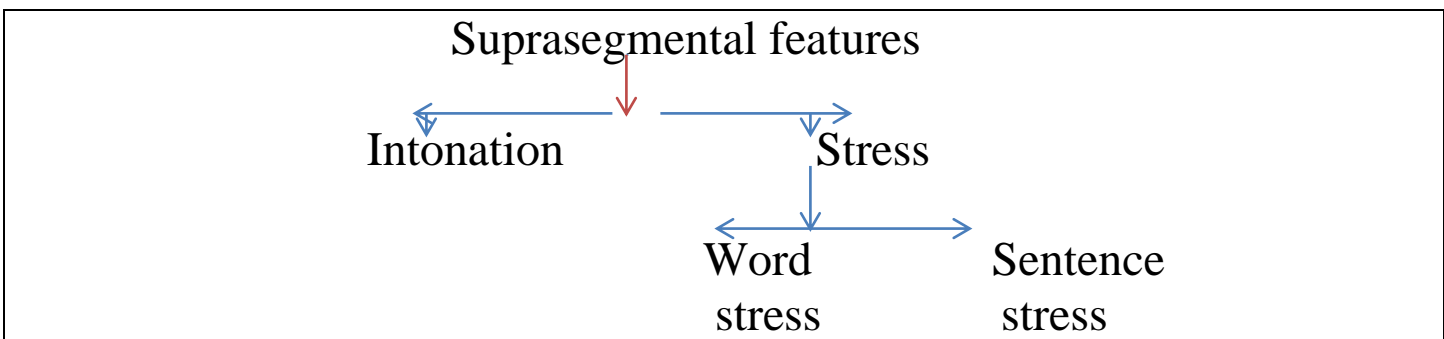 Suprasegmental features
Intonation Stress
Word Sentence
stress stress